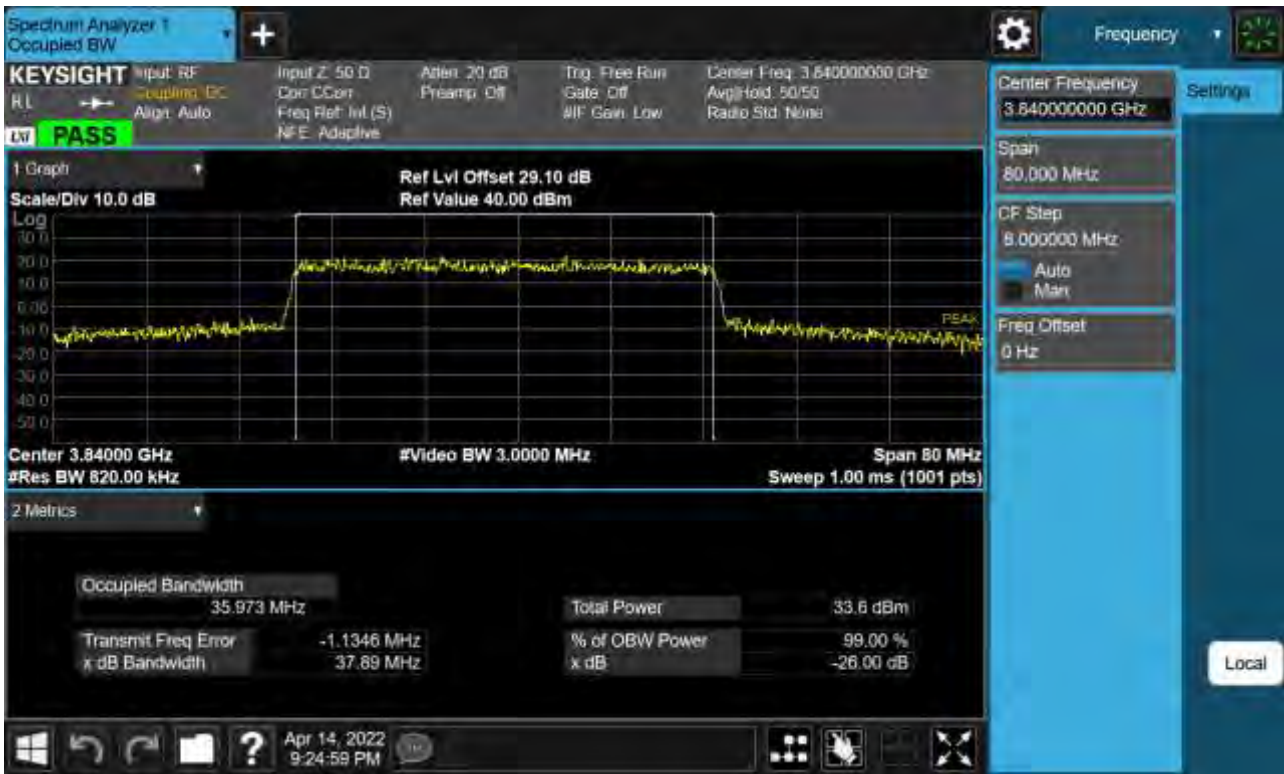 Spectrum Analyzer 1
Occupied BW
+
Frequency
KEYSIGHT
Input: RF
Coupling: DC
Align: Auto
RL
LXI
PASS
Input Z: 50 Ω
Corr CCorr
Freq Ref: Int (S)
NFE: Adaptive
Atten: 20 dB
Preamp: Off
Trig: Free Run
Gate: Off
#IF Gain: Low
Center Freq: 3.840000000 GHz
Avg|Hold: 50/50
Radio Std: None
Center Frequency
3.840000000 GHz
Settings
Span
80.000 MHz
CF Step
8.000000 MHz
Auto
Man
Freq Offset
0 Hz
1 Graph
Scale/Div 10.0 dB
Ref Lvl Offset 29.10 dB
Ref Value 40.00 dBm
Log
30.0
20.0
10.0
0.00
-10.0
-20.0
-30.0
-40.0
-50.0
PEAK
Center 3.84000 GHz
#Video BW 3.0000 MHz
Span 80 MHz
#Res BW 820.00 kHz
Sweep 1.00 ms (1001 pts)
2 Metrics
Occupied Bandwidth
35.973 MHz
Total Power 33.6 dBm
Transmit Freq Error -1.1346 MHz
% of OBW Power 99.00 %
x dB Bandwidth 37.89 MHz
x dB -26.00 dB
Local
?
Apr 14, 2022
9:24:59 PM